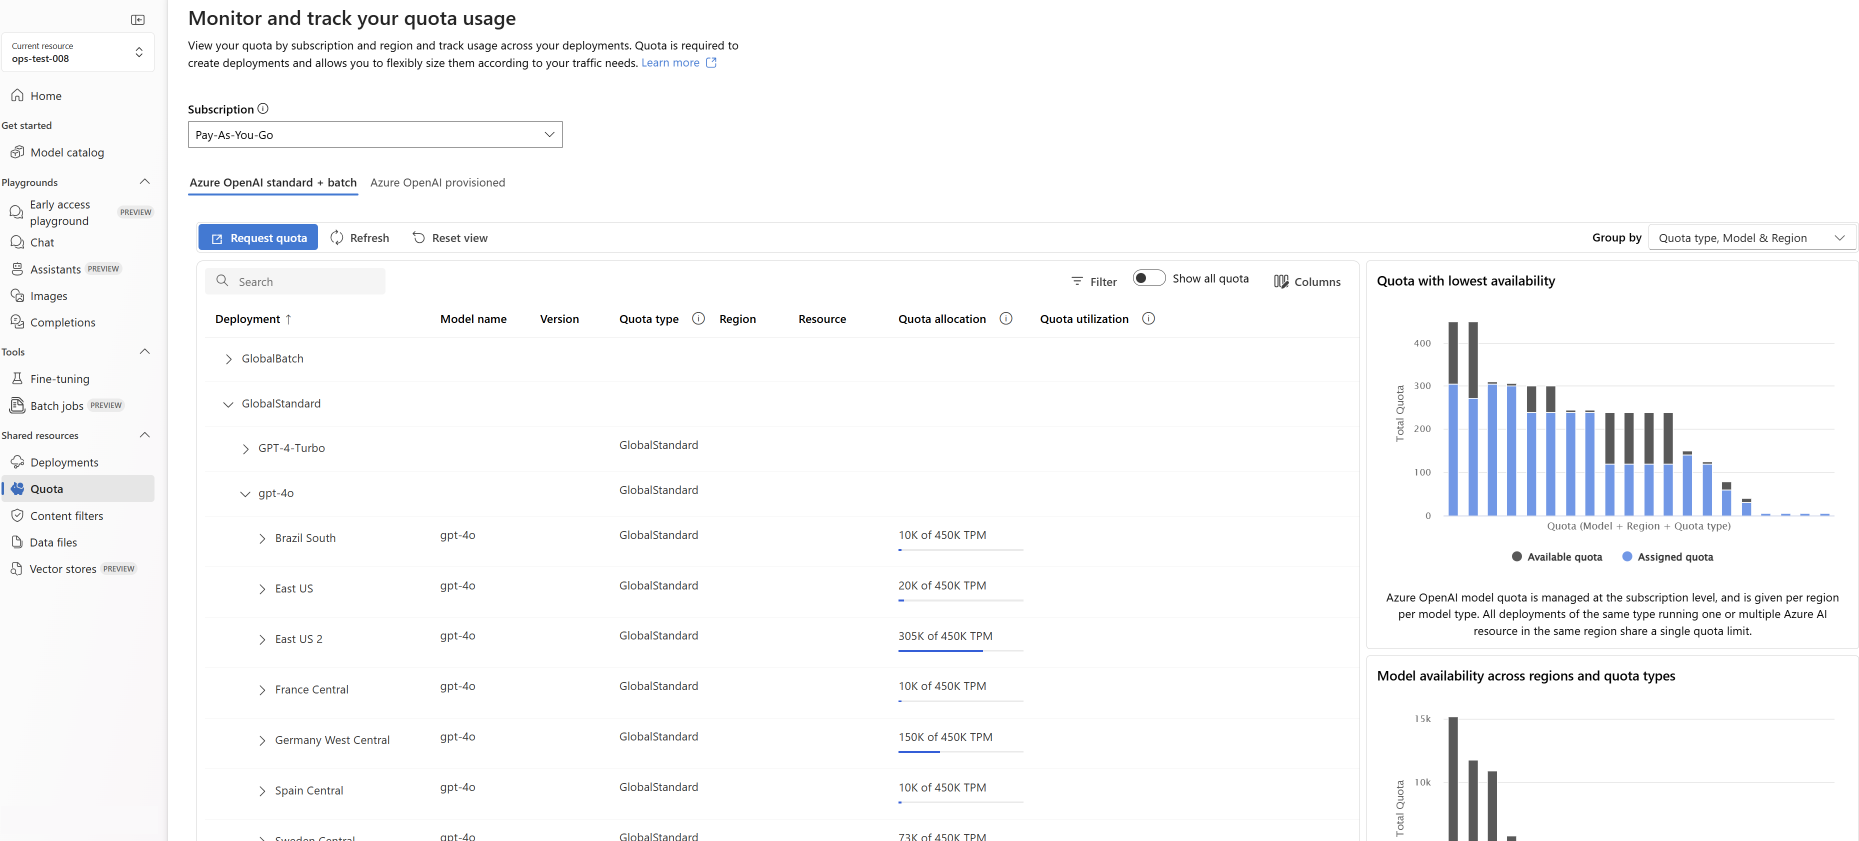 Current resource
ops-test-008
Home
Get started
Model catalog
Playgrounds
Early access
playground
PREVIEW
Chat
Assistants PREVIEW
Images
Completions
Tools
Fine-tuning
Batch jobs PREVIEW
Shared resources
Deployments
Quota
Content filters
Data files
Vector stores PREVIEW
Monitor and track your quota usage
View your quota by subscription and region and track usage across your deployments. Quota is required to
create deployments and allows you to flexibly size them according to your traffic needs. Learn more
Subscription
Pay-As-You-Go
Azure OpenAI standard + batch Azure OpenAI provisioned
Request quota Refresh Reset view Group by Quota type, Model & Region
Search Filter Show all quota Columns
Deployment ↑ Model name Version Quota type Region Resource Quota allocation Quota utilization
GlobalBatch
GlobalStandard
GPT-4-Turbo GlobalStandard
gpt-4o GlobalStandard
Brazil South gpt-4o GlobalStandard 10K of 450K TPM
East US gpt-4o GlobalStandard 20K of 450K TPM
East US 2 gpt-4o GlobalStandard 305K of 450K TPM
France Central gpt-4o GlobalStandard 10K of 450K TPM
Germany West Central gpt-4o GlobalStandard 150K of 450K TPM
Spain Central gpt-4o GlobalStandard 10K of 450K TPM
Sweden Central gpt-4o GlobalStandard 73K of 450K TPM
Quota with lowest availability
Total Quota
400
300
200
100
0
Quota (Model + Region + Quota type)
Available quota Assigned quota
Azure OpenAI model quota is managed at the subscription level, and is given per region
per model type. All deployments of the same type running one or multiple Azure AI
resource in the same region share a single quota limit.
Model availability across regions and quota types
Total Quota
15k
10k